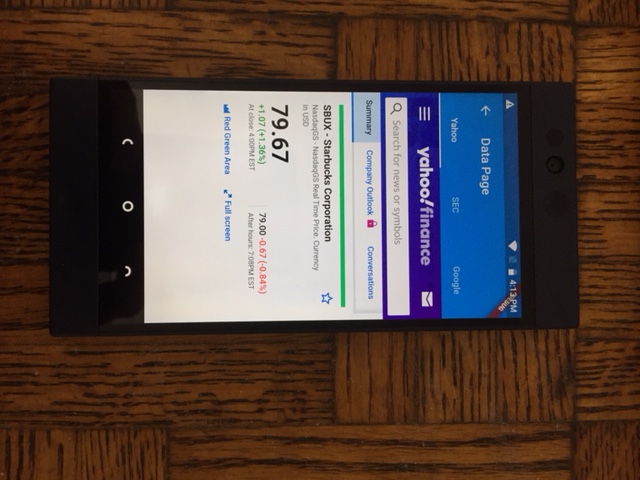 4:13 PM
Data Page
Yahoo SEC Google
yahoo!finance
Search for news or symbols
Summary Company Outlook Conversations
SBUX - Starbucks Corporation
NasdaqGS - NasdaqGS Real Time Price. Currency
in USD
79.67
+1.07 (+1.36%)
At close: 4:00PM EST
79.00 -0.67 (-0.84%)
After hours: 7:08PM EST
Red Green Area Full screen